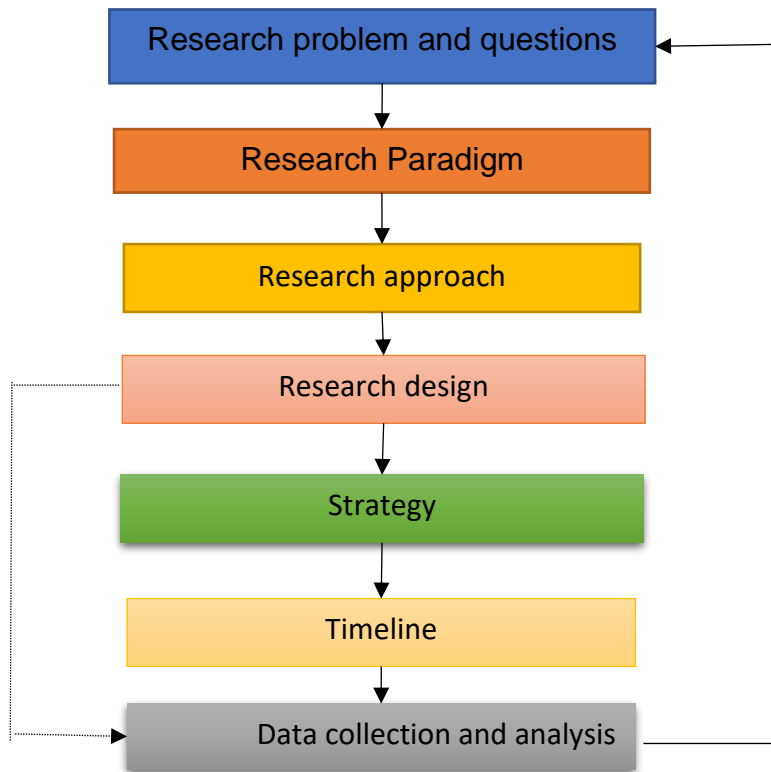 Research problem and questions
Research Paradigm
Research approach
Research design
Strategy
Timeline
Data collection and analysis